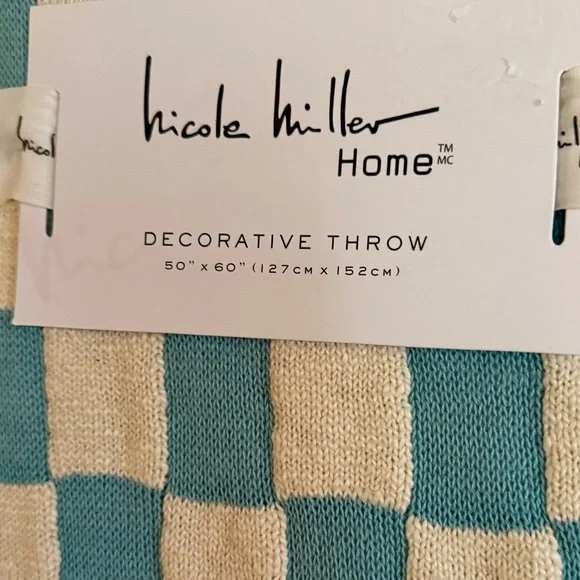 nicole miller
Home™ MC
DECORATIVE THROW
50" x 60" (127CM x 152CM)